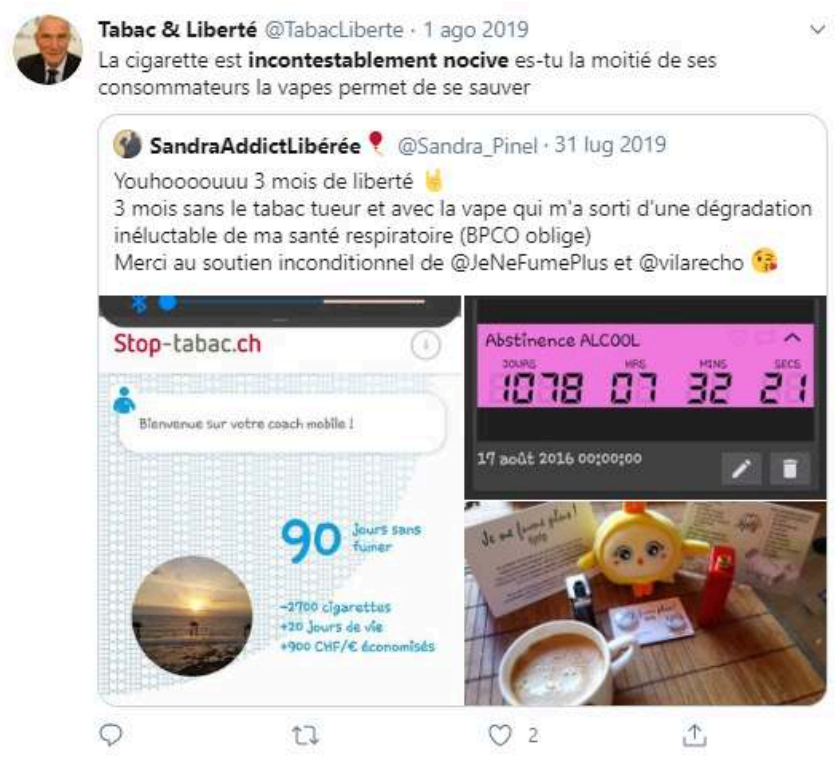 Tabac & Liberté @TabacLiberte · 1 ago 2019
La cigarette est incontestablement nocive es-tu la moitié de ses
consommateurs la vapes permet de se sauver
SandraAddictLibérée @Sandra_Pinel · 31 lug 2019
Youhoooouuu 3 mois de liberté
3 mois sans le tabac tueur et avec la vape qui m'a sorti d'une dégradation
inéluctable de ma santé respiratoire (BPCO oblige)
Merci au soutien inconditionnel de @JeNeFumePlus et @vilarecho
Stop-tabac.ch
Bienvenue sur votre coach mobile !
90 jours sans
fumer
-2700 cigarettes
+20 jours de vie
+900 CHF/€ économisés
Abstinence ALCOOL
JOURS HRS MINS SECS
1078 07 32 21
17 août 2016 00:00:00
Je ne fume plus !
2